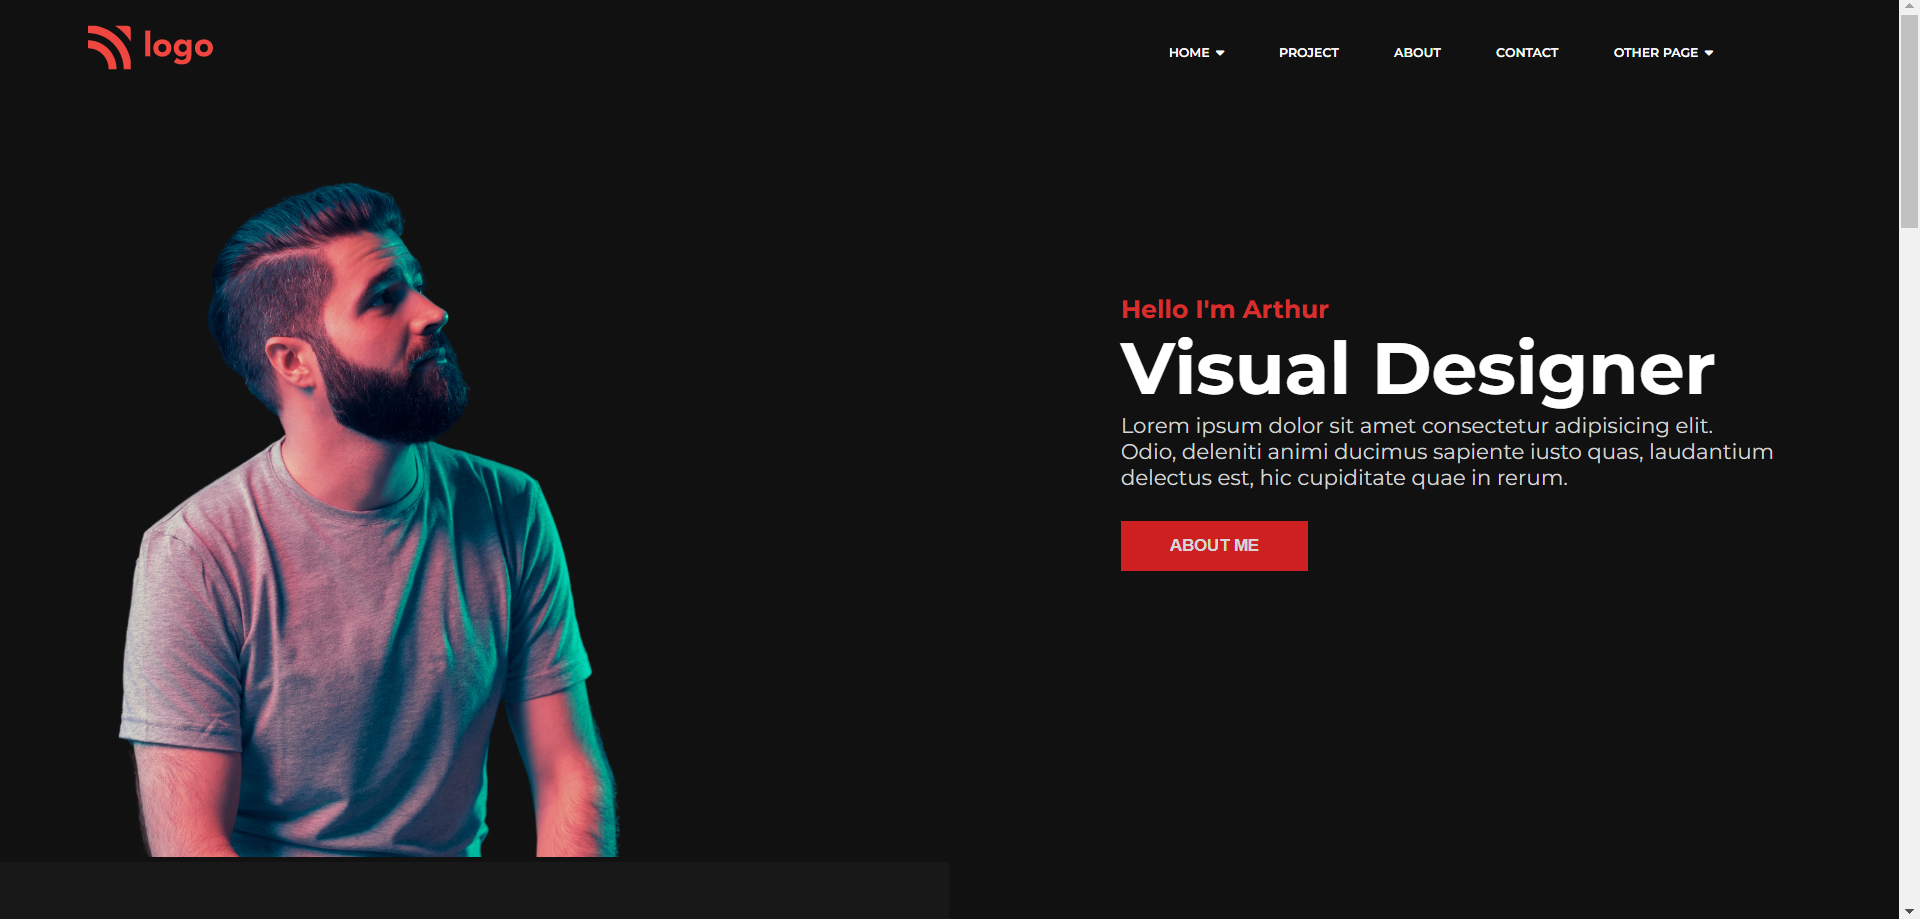 logo
HOME
PROJECT
ABOUT
CONTACT
OTHER PAGE
Hello I'm Arthur
Visual Designer
Lorem ipsum dolor sit amet consectetur adipisicing elit.
Odio, deleniti animi ducimus sapiente iusto quas, laudantium
delectus est, hic cupiditate quae in rerum.
ABOUT ME